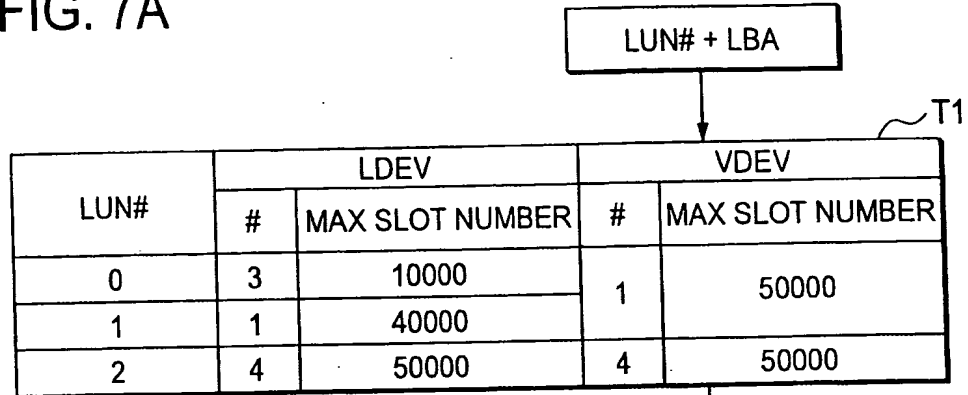 FIG. 7A
LUN# + LBA
T1
LUN# LDEV VDEV
# MAX SLOT NUMBER # MAX SLOT NUMBER
0 3 10000 1 50000
1 1 40000
2 4 50000 4 50000